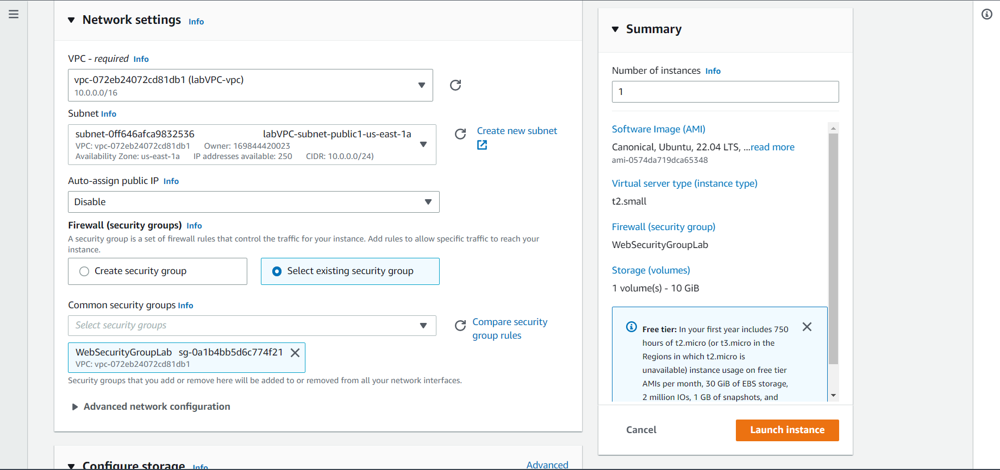 Network settings Info
VPC - required Info
vpc-072eb24072cd81db1 (labVPC-vpc)
10.0.0.0/16
Subnet Info
subnet-0ff646afca9832536 labVPC-subnet-public1-us-east-1a
VPC: vpc-072eb24072cd81db1 Owner: 169844420023
Availability Zone: us-east-1a IP addresses available: 250 CIDR: 10.0.0.0/24)
Create new subnet
Auto-assign public IP Info
Disable
Firewall (security groups) Info
A security group is a set of firewall rules that control the traffic for your instance. Add rules to allow specific traffic to reach your
instance.
Create security group
Select existing security group
Common security groups Info
Select security groups
Compare security
group rules
WebSecurityGroupLab sg-0a1b4bb5d6c774f21
VPC: vpc-072eb24072cd81db1
Security groups that you add or remove here will be added to or removed from all your network interfaces.
Advanced network configuration
Configure storage Info
Advanced
Summary
Number of instances Info
1
Software Image (AMI)
Canonical, Ubuntu, 22.04 LTS, ...read more
ami-0574da719dca65348
Virtual server type (instance type)
t2.small
Firewall (security group)
WebSecurityGroupLab
Storage (volumes)
1 volume(s) - 10 GiB
Free tier: In your first year includes 750
hours of t2.micro (or t3.micro in the
Regions in which t2.micro is
unavailable) instance usage on free tier
AMIs per month, 30 GiB of EBS storage,
2 million IOs, 1 GB of snapshots, and
Cancel
Launch instance